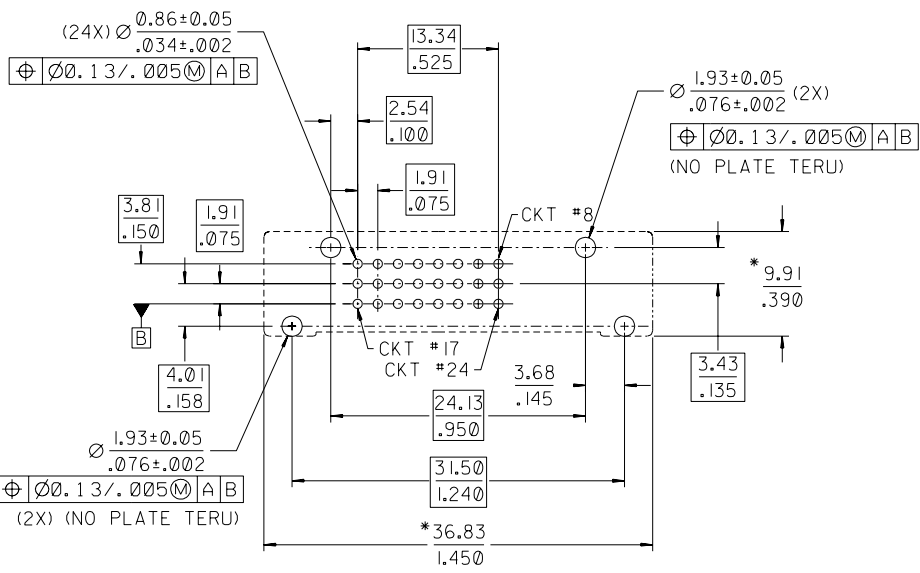 (24X) Ø 0.86±0.05
.034±.002
⌖ Ø0.13/.005Ⓜ A B
13.34
.525
Ø 1.93±0.05
.076±.002 (2X)
⌖ Ø0.13/.005Ⓜ A B
(NO PLATE TERU)
2.54
.100
1.91
.075
3.81
.150
1.91
.075
CKT #8
*9.91
.390
B
CKT #17
CKT #24
4.01
.158
3.68
.145
3.43
.135
24.13
.950
Ø 1.93±0.05
.076±.002
⌖ Ø0.13/.005Ⓜ A B
(2X) (NO PLATE TERU)
31.50
1.240
*36.83
1.450